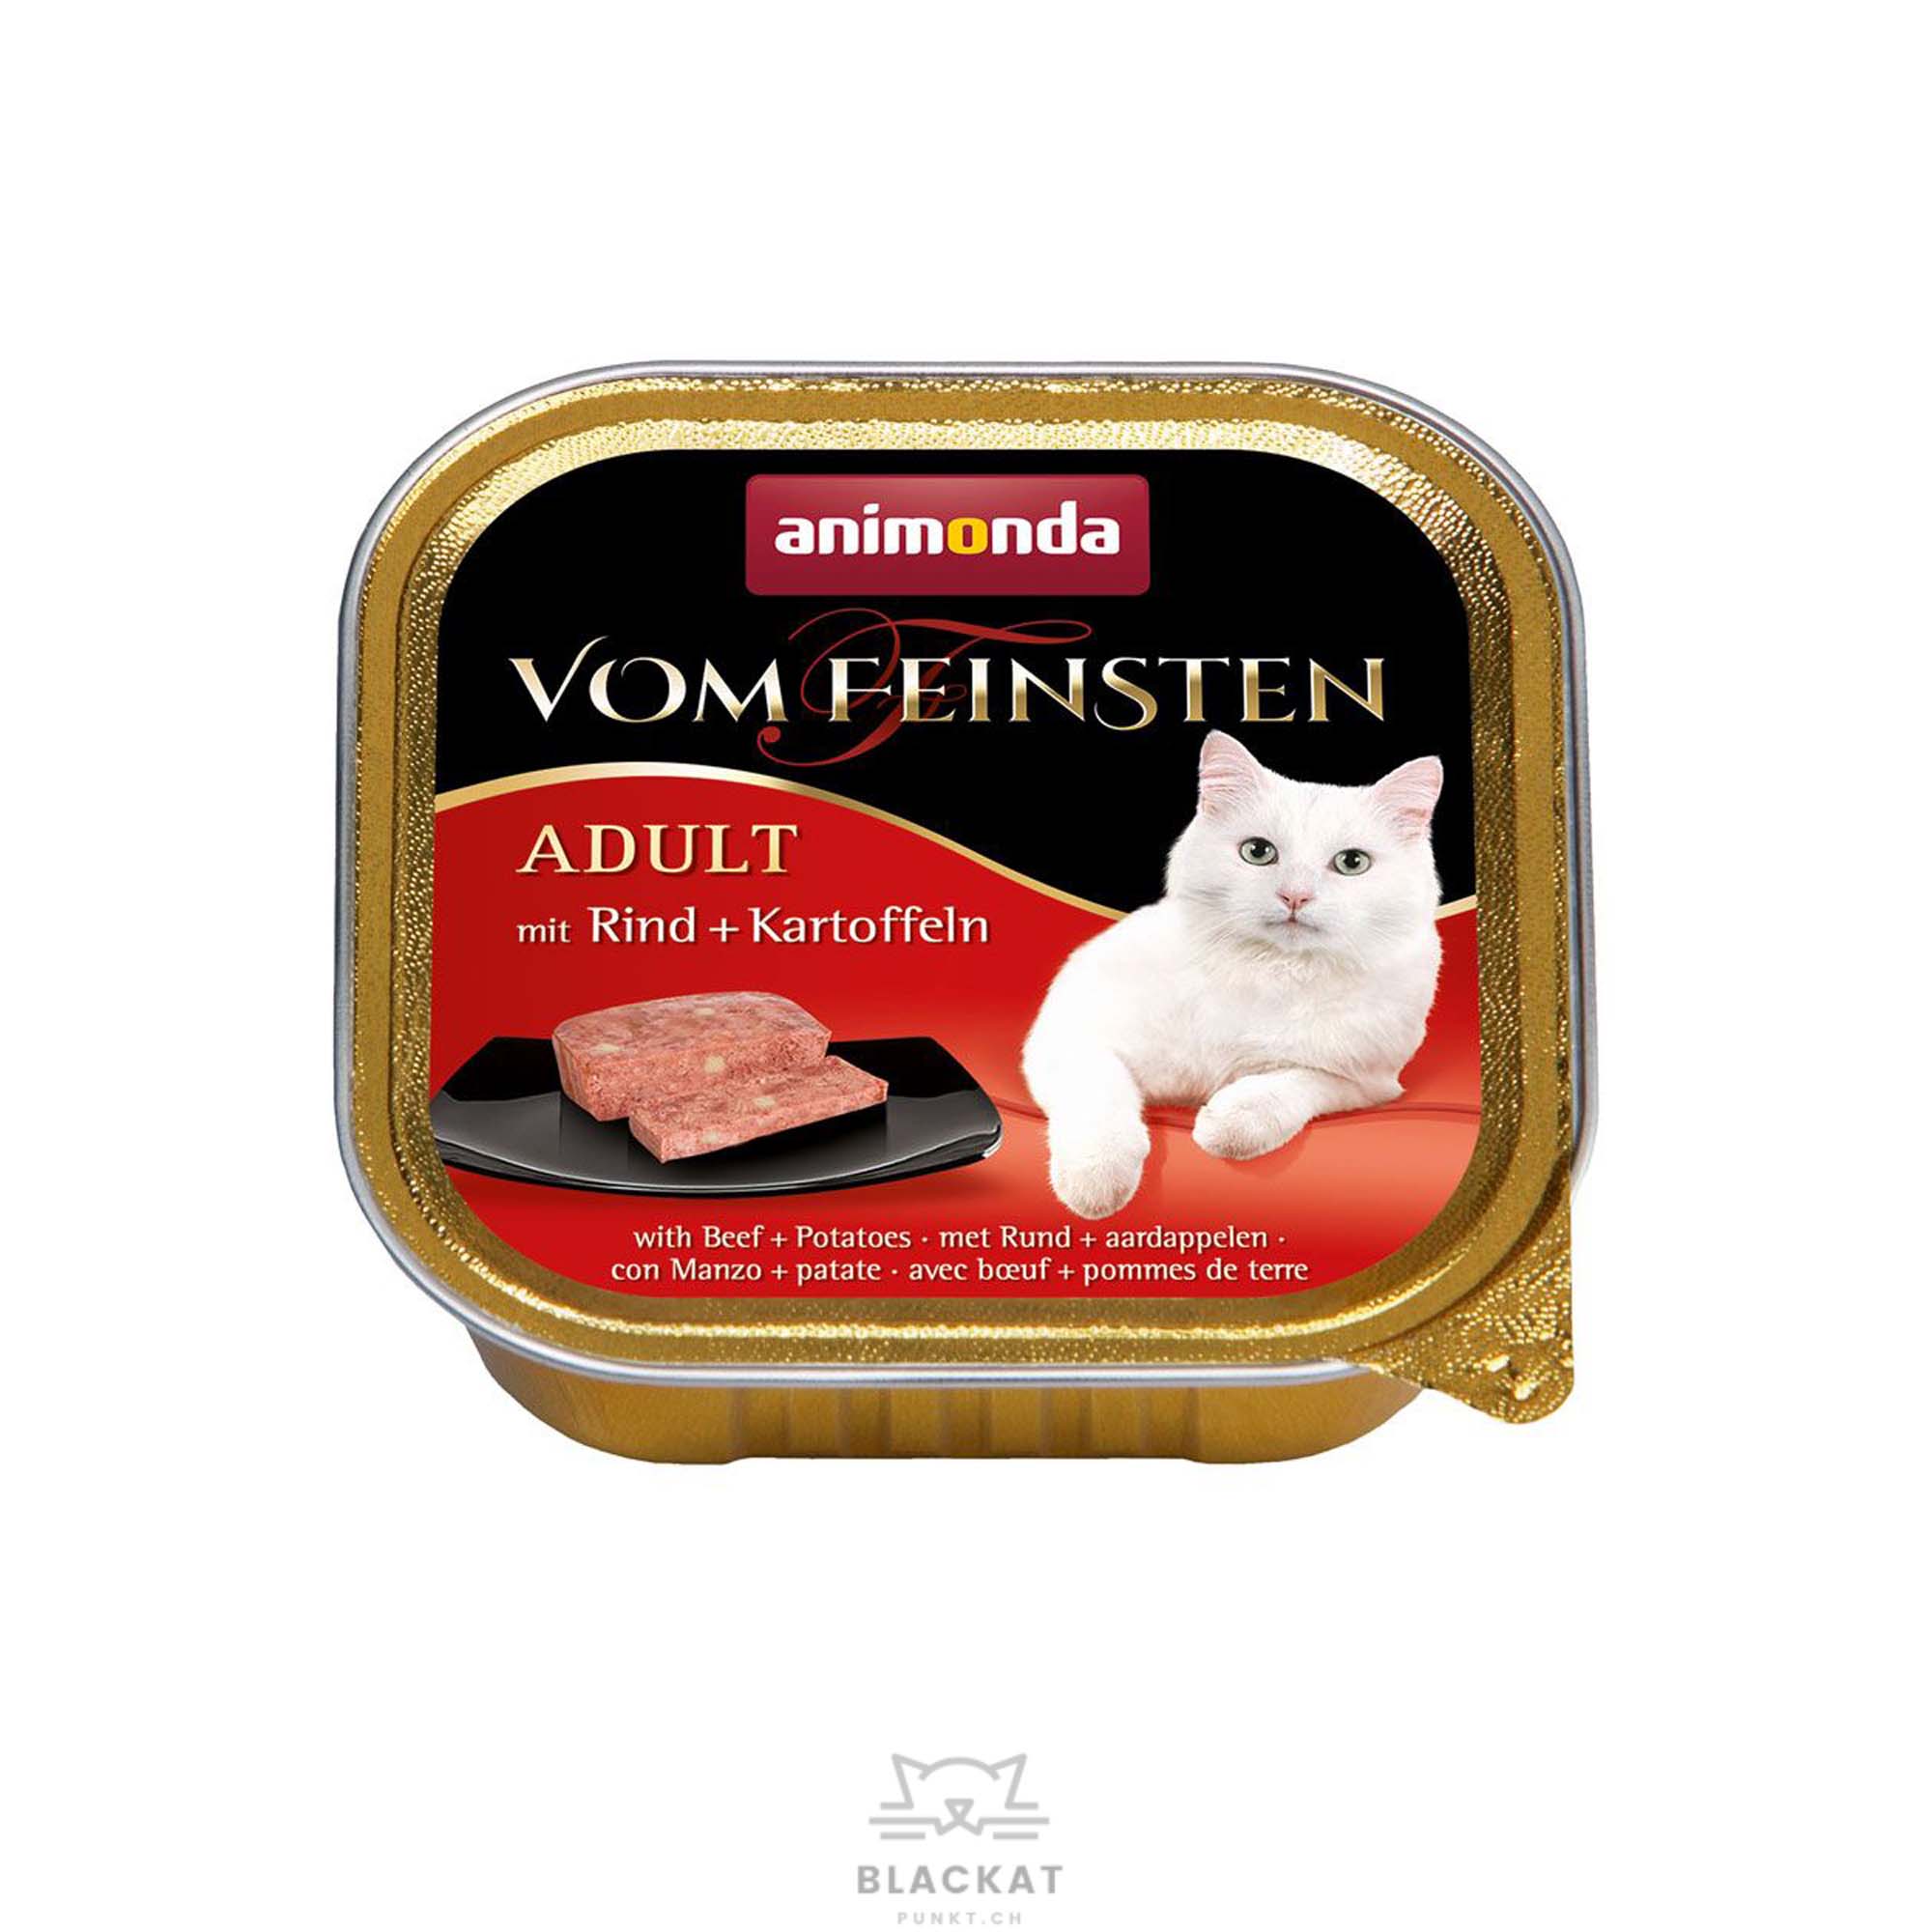 animonda
VOM FEINSTEN
ADULT
mit Rind + Kartoffeln
with Beef + Potatoes · met Rund + aardappelen ·
con Manzo + patate · avec bœuf + pommes de terre
BLACKAT
PUNKT.CH